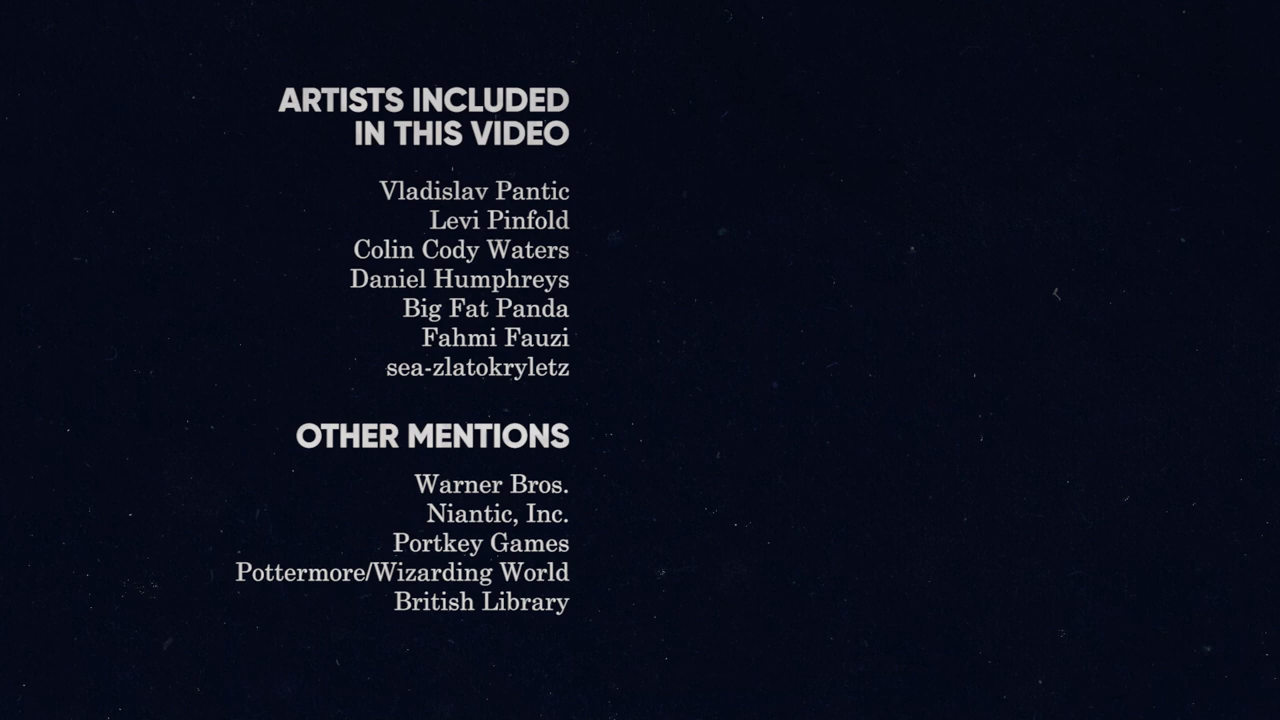 ARTISTS INCLUDED
IN THIS VIDEO
Vladislav Pantic
Levi Pinfold
Colin Cody Waters
Daniel Humphreys
Big Fat Panda
Fahmi Fauzi
sea-zlatokryletz
OTHER MENTIONS
Warner Bros.
Niantic, Inc.
Portkey Games
Pottermore/Wizarding World
British Library